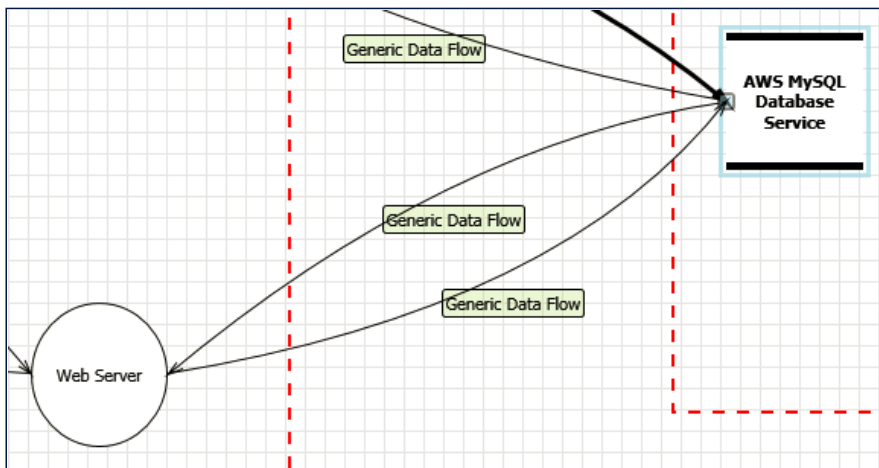 Generic Data Flow
AWS MySQL
Database
Service
Generic Data Flow
Generic Data Flow
Web Server